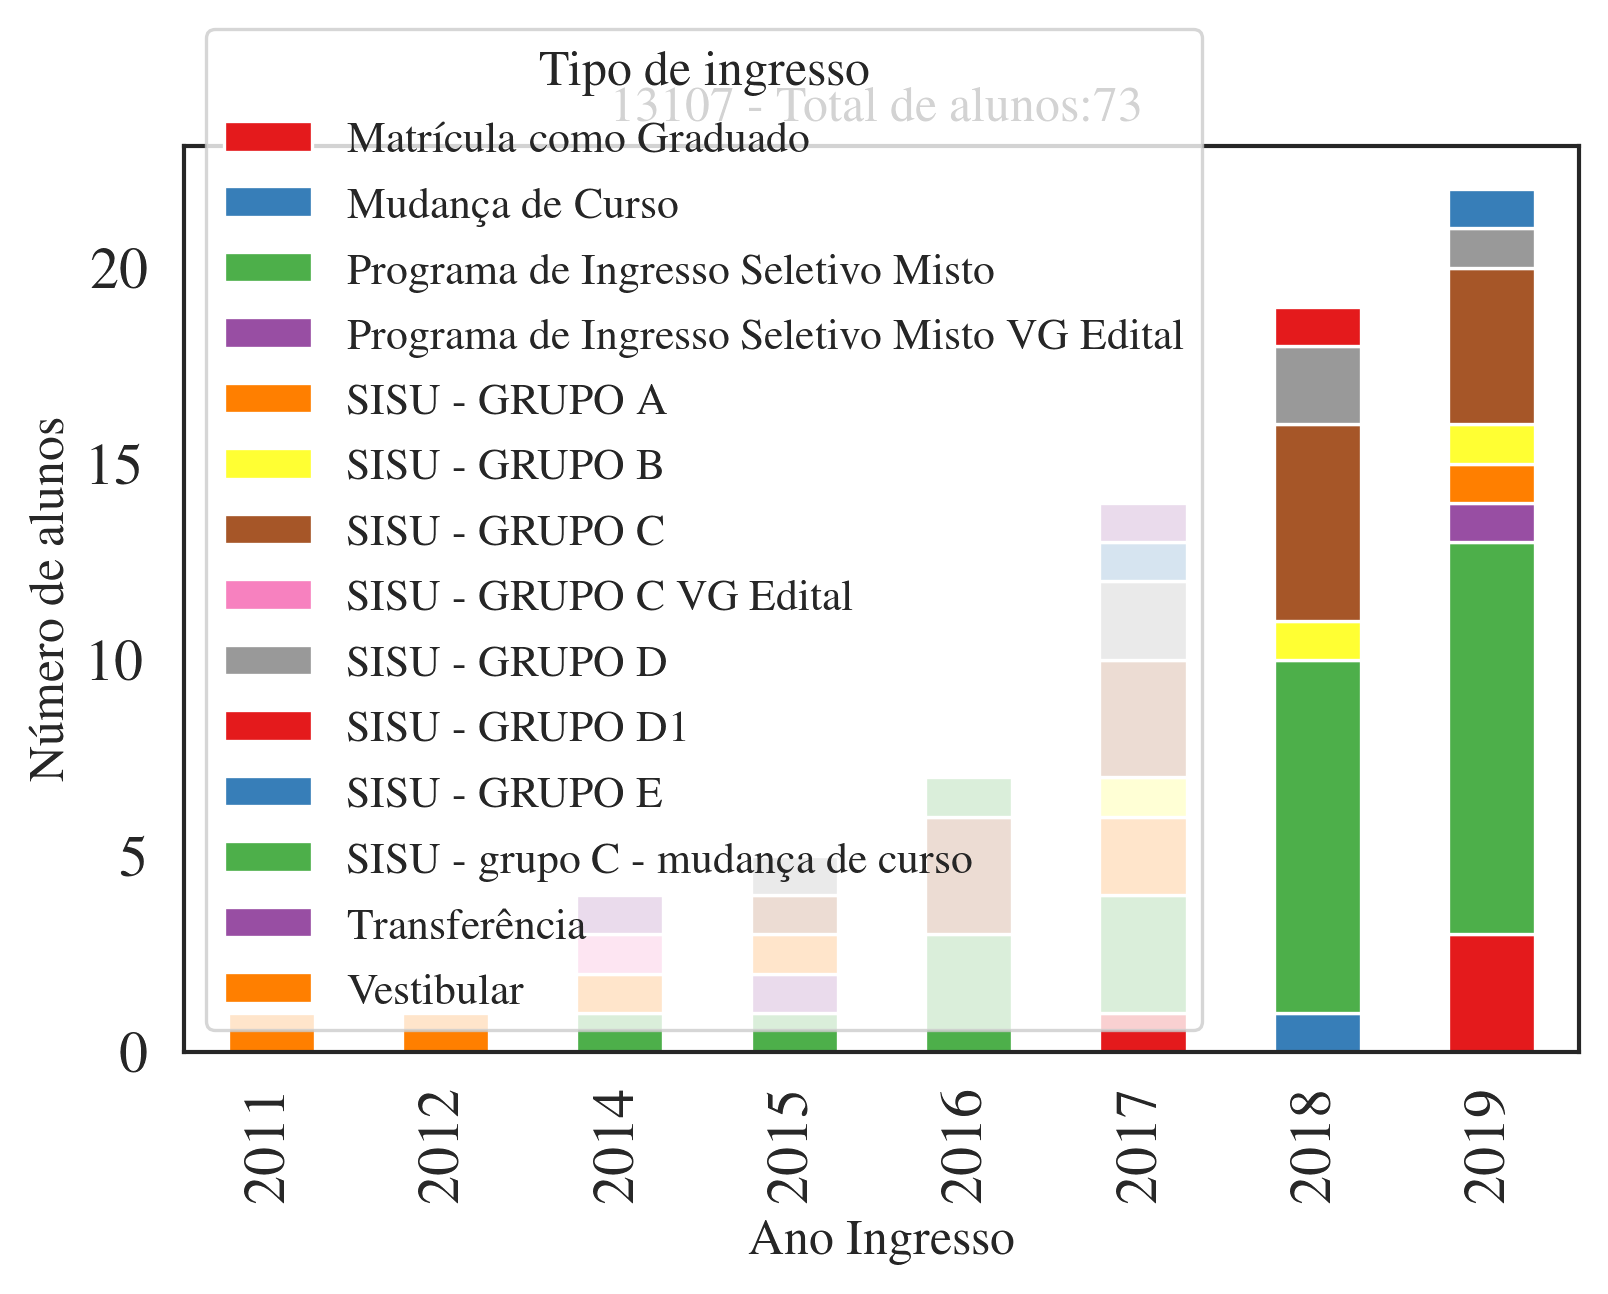 Tipo de ingresso
13107 - Total de alunos:73
Matrícula como Graduado
Mudança de Curso
Programa de Ingresso Seletivo Misto
Programa de Ingresso Seletivo Misto VG Edital
SISU - GRUPO A
SISU - GRUPO B
SISU - GRUPO C
SISU - GRUPO C VG Edital
SISU - GRUPO D
SISU - GRUPO D1
SISU - GRUPO E
SISU - grupo C - mudança de curso
Transferência
Vestibular
Número de alunos
20
15
10
5
0
2011
2012
2014
2015
2016
2017
2018
2019
Ano Ingresso